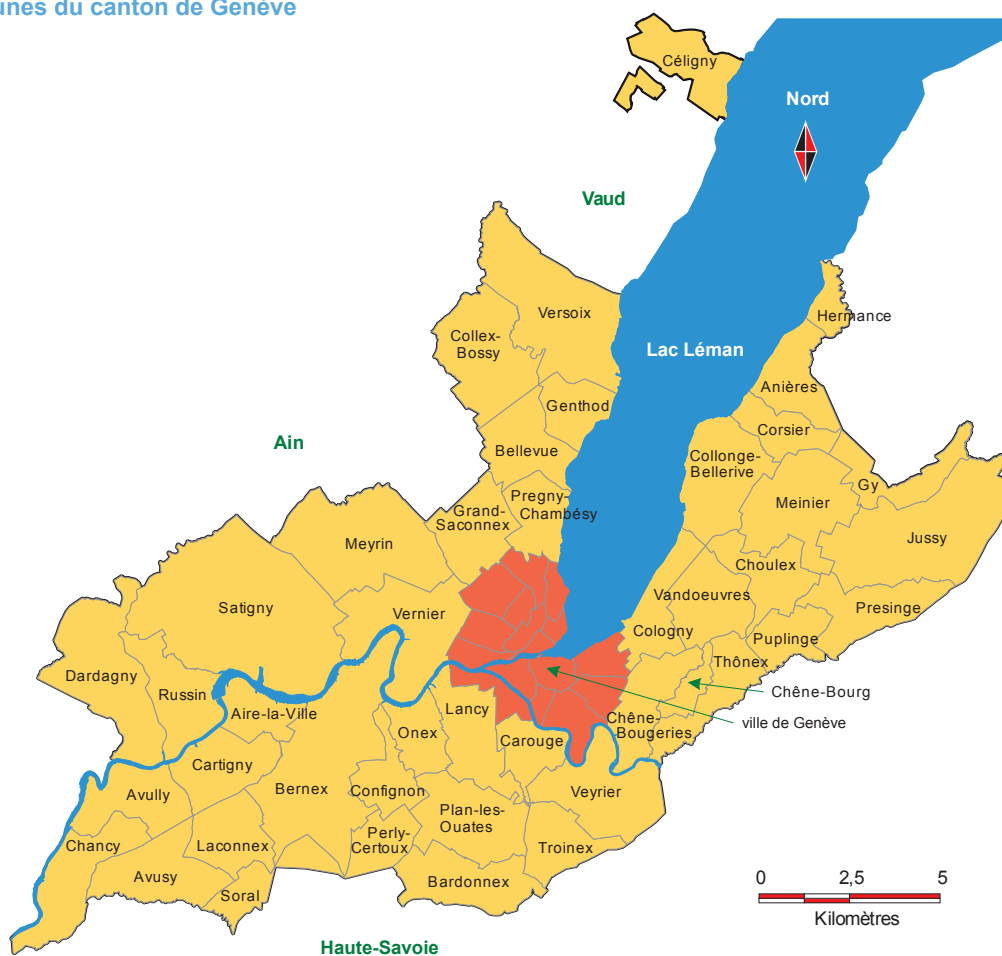 unes du canton de Genève
Céligny
Nord
Vaud
Versoix
Hermance
Collex-
Bossy
Lac Léman
Anières
Genthod
Corsier
Ain
Bellevue
Collonge-
Bellerive
Gy
Pregny-
Chambésy
Meinier
Grand-
Saconnex
Meyrin
Jussy
Choulex
Vandoeuvres
Satigny
Vernier
Presinge
Cologny
Puplinge
Thônex
Dardagny
Russin
Chêne-Bourg
Aire-la-Ville
Lancy
Chêne-
Bougeries
ville de Genève
Onex
Carouge
Cartigny
Bernex
Confignon
Veyrier
Avully
Plan-les-
Ouates
Perly-
Certoux
Chancy
Laconnex
Troinex
Avusy
Bardonnex
Soral
0 2,5 5
Kilomètres
Haute-Savoie